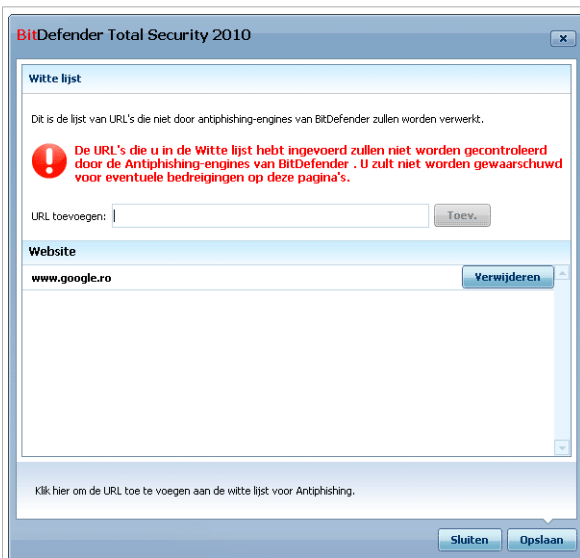 BitDefender Total Security 2010
Witte lijst
Dit is de lijst van URL's die niet door antiphishing-engines van BitDefender zullen worden verwerkt.
De URL's die u in de Witte lijst hebt ingevoerd zullen niet worden gecontroleerd
door de Antiphishing-engines van BitDefender . U zult niet worden gewaarschuwd
voor eventuele bedreigingen op deze pagina's.
URL toevoegen:
Toev.
Website
www.google.ro
Verwijderen
Klik hier om de URL toe te voegen aan de witte lijst voor Antiphishing.
Sluiten
Opslaan